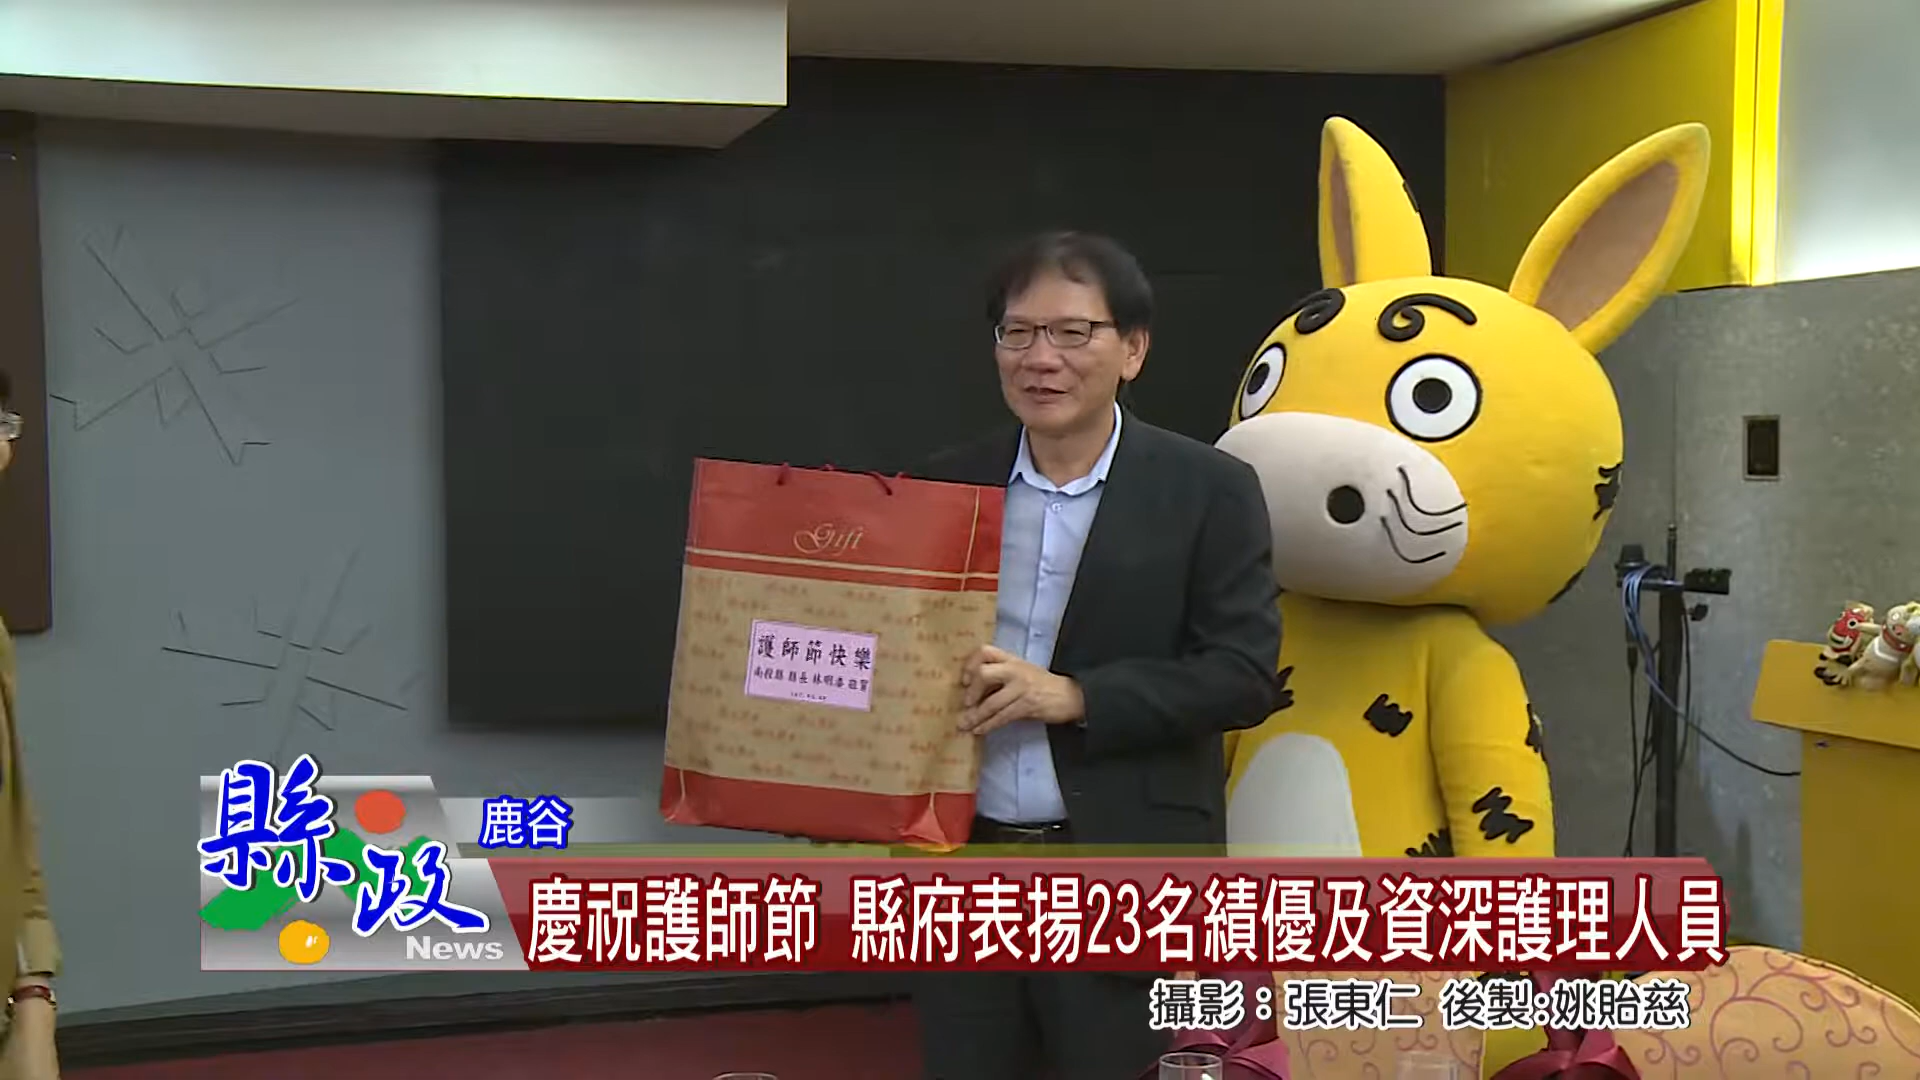 Gift
護師節快樂
南投縣 縣長 林明溱 敬賀
縣政
News
鹿谷
慶祝護師節 縣府表揚23名績優及資深護理人員
攝影：張東仁 後製:姚貽慈